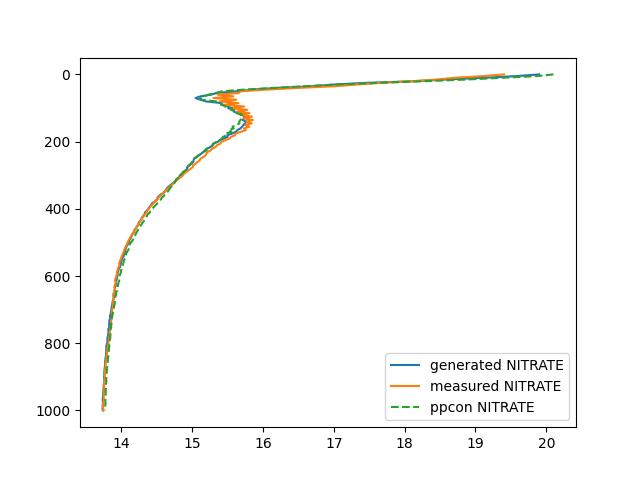 0
200
400
600
800
1000
generated NITRATE
measured NITRATE
ppcon NITRATE
14 15 16 17 18 19 20